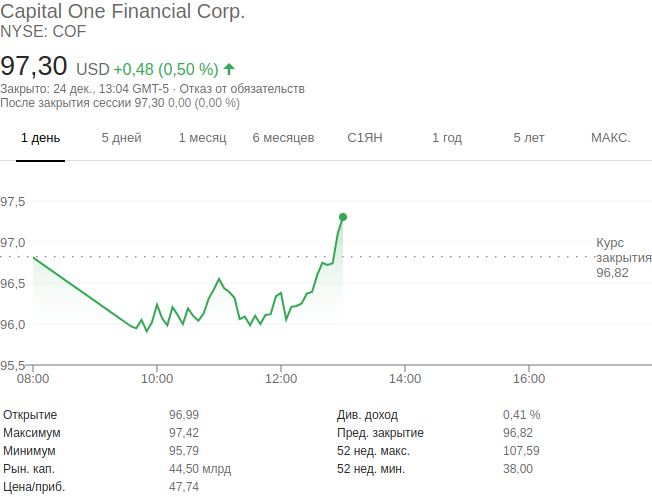 Capital One Financial Corp.
NYSE: COF
97,30 USD +0,48 (0,50 %)
Закрыто: 24 дек., 13:04 GMT-5 · Отказ от обязательств
После закрытия сессии 97,30 0,00 (0,00 %)
1 день 5 дней 1 месяц 6 месяцев С1ЯН 1 год 5 лет МАКС.
97,5
97,0
96,5
96,0
95,5
Курс
закрытия
96,82
08:00 10:00 12:00 14:00 16:00
Открытие 96,99 Див. доход 0,41 %
Максимум 97,42 Пред. закрытие 96,82
Минимум 95,79 52 нед. макс. 107,59
Рын. кап. 44,50 млрд 52 нед. мин. 38,00
Цена/приб. 47,74